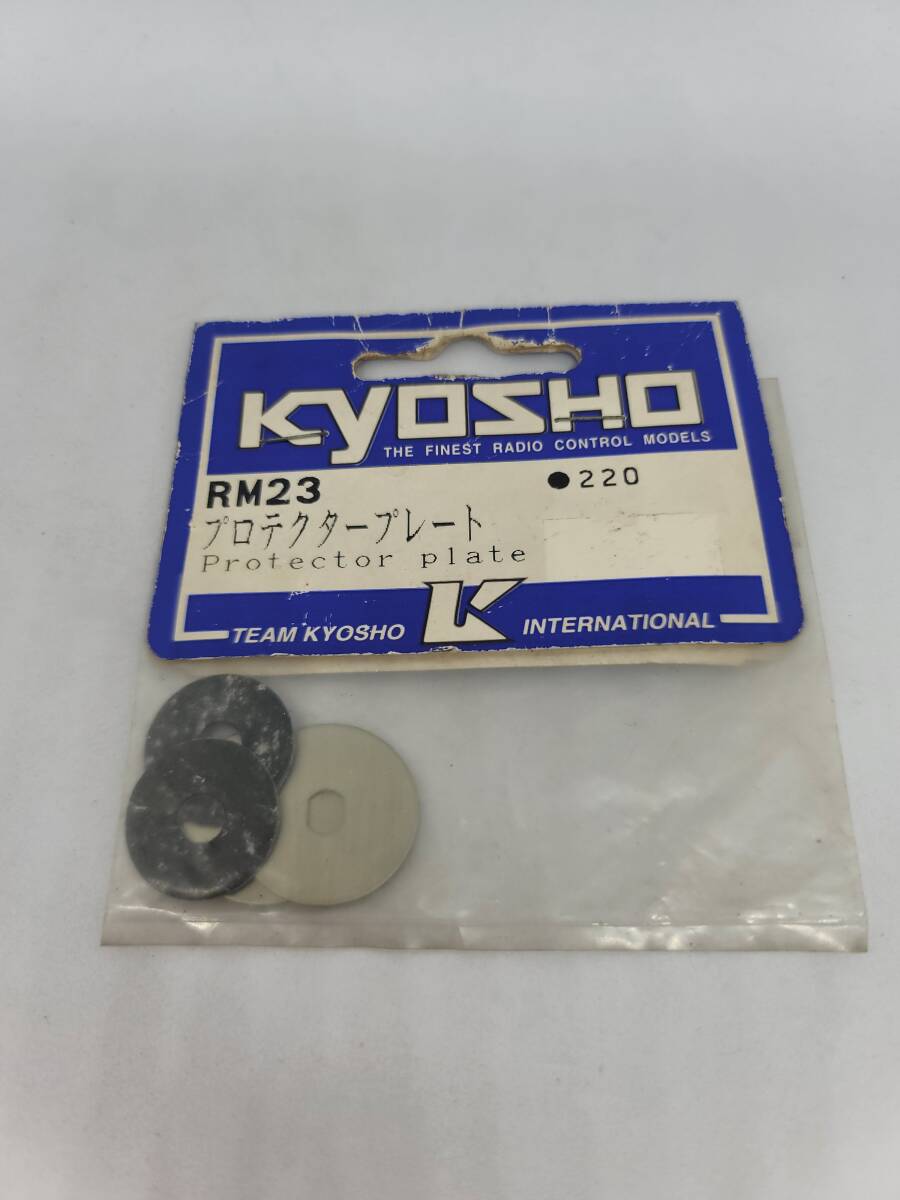 KYOSHO
THE FINEST RADIO CONTROL MODELS
RM23 ●220
プロテクタープレート
Protector plate
TEAM KYOSHO K INTERNATIONAL